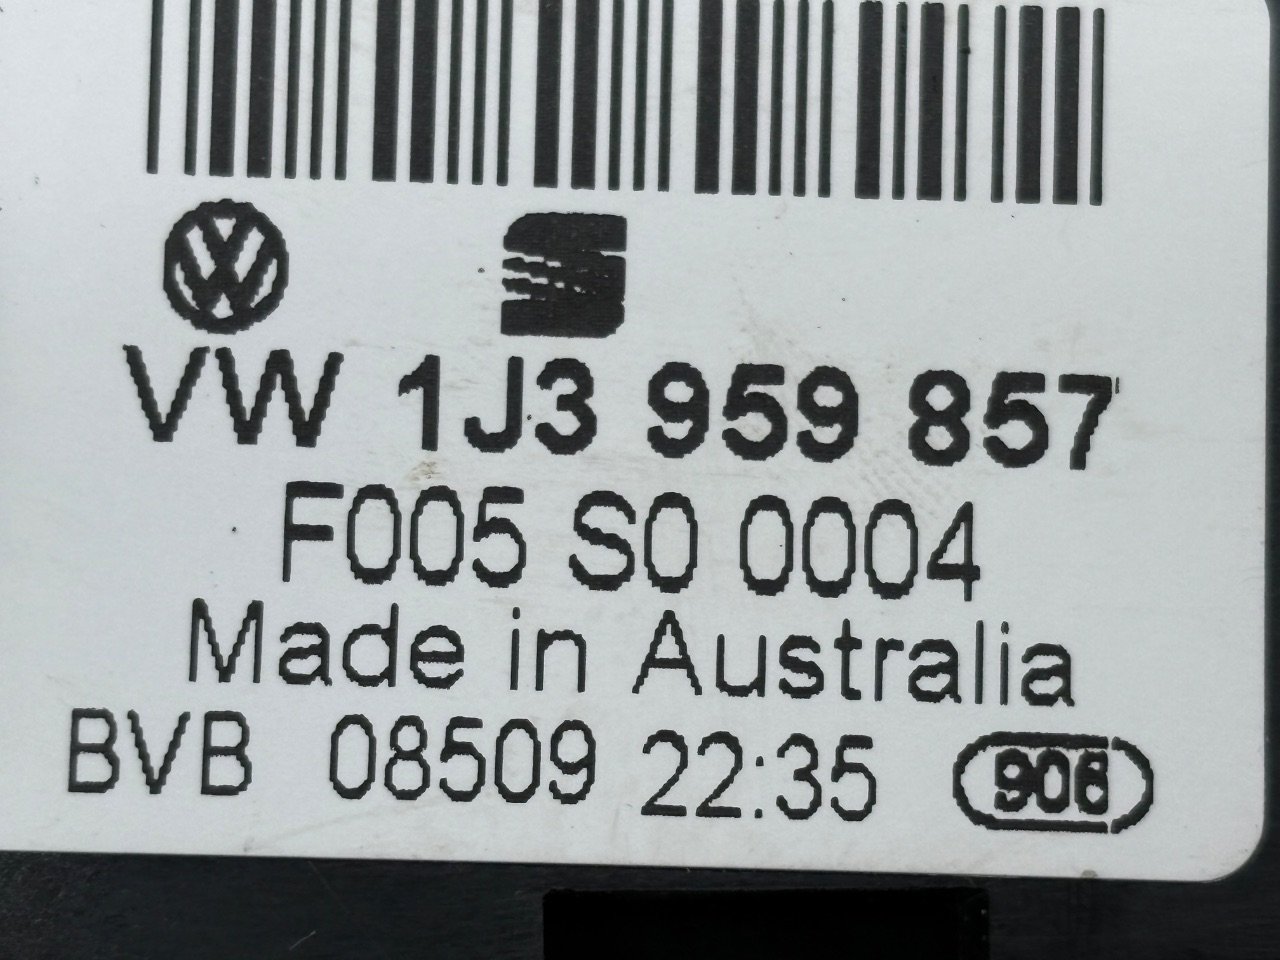 VW 1J3 959 857
F005 S0 0004
Made in Australia
BVB 08509 22:35 906